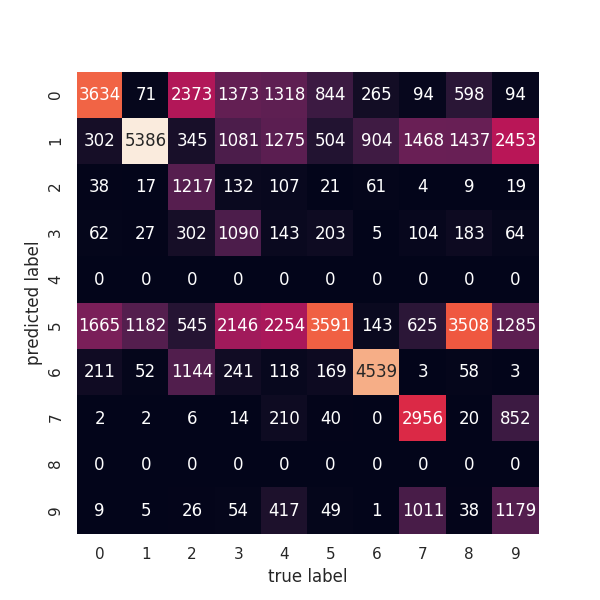 0 3634 71 2373 1373 1318 844 265 94 598 94
1 302 5386 345 1081 1275 504 904 1468 1437 2453
2 38 17 1217 132 107 21 61 4 9 19
3 62 27 302 1090 143 203 5 104 183 64
4 0 0 0 0 0 0 0 0 0 0
5 1665 1182 545 2146 2254 3591 143 625 3508 1285
6 211 52 1144 241 118 169 4539 3 58 3
7 2 2 6 14 210 40 0 2956 20 852
8 0 0 0 0 0 0 0 0 0 0
9 9 5 26 54 417 49 1 1011 38 1179
0 1 2 3 4 5 6 7 8 9
true label
predicted label